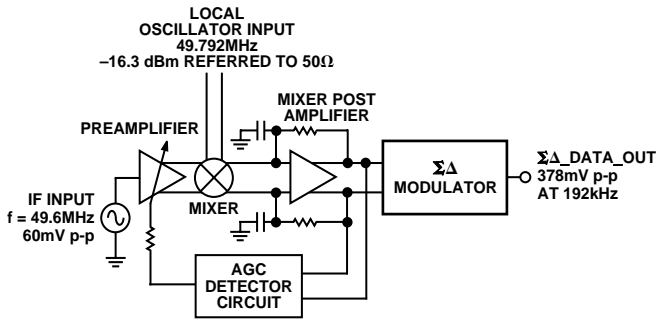 LOCAL
OSCILLATOR INPUT
49.792MHz
–16.3 dBm REFERRED TO 50Ω
MIXER POST
AMPLIFIER
PREAMPLIFIER
IF INPUT
f = 49.6MHz
60mV p-p
MIXER
ΣΔ
MODULATOR
ΣΔ_DATA_OUT
378mV p-p
AT 192kHz
AGC
DETECTOR
CIRCUIT